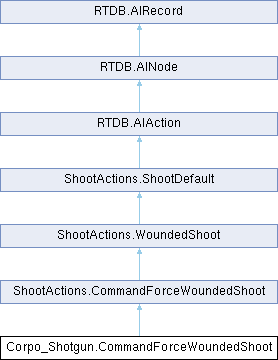 RTDB.AIRecord
RTDB.AINode
RTDB.AIAction
ShootActions.ShootDefault
ShootActions.WoundedShoot
ShootActions.CommandForceWoundedShoot
Corpo_Shotgun.CommandForceWoundedShoot